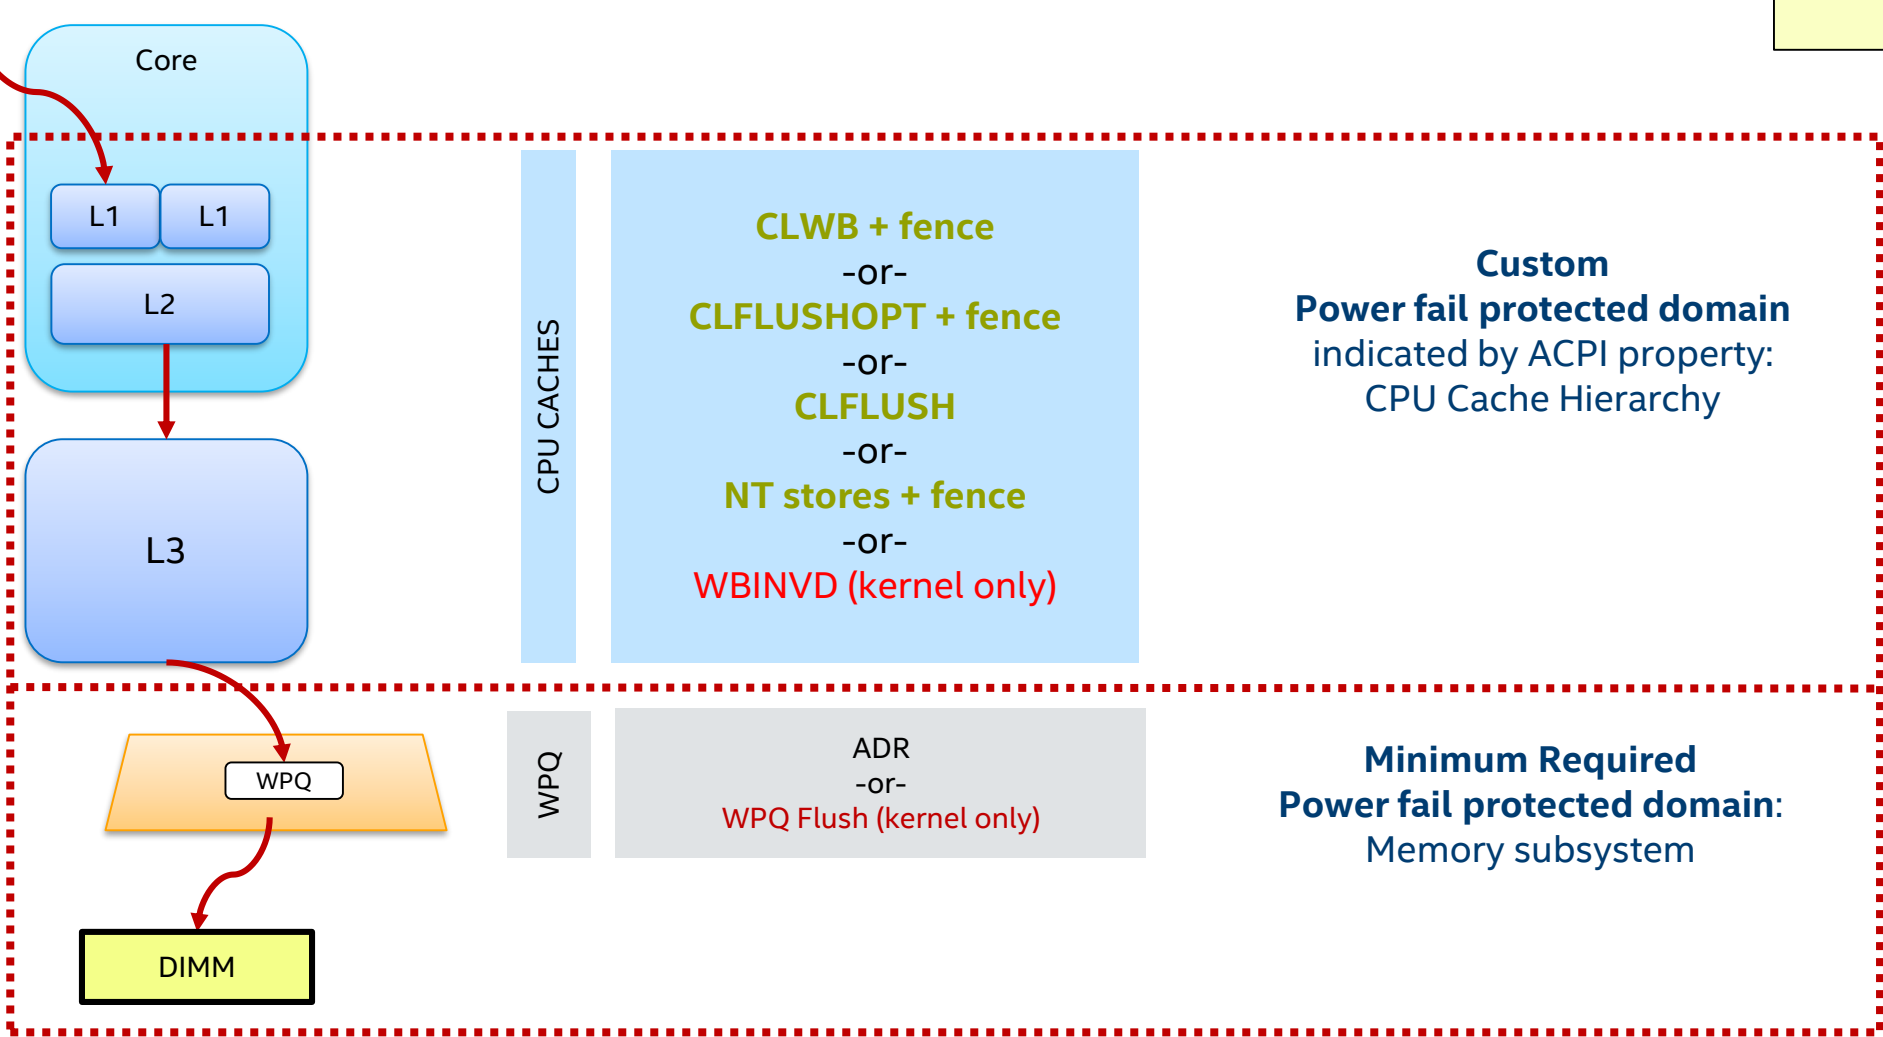 Core
L1
L1
L2
L3
CPU CACHES
CLWB + fence
-or-
CLFLUSHOPT + fence
-or-
CLFLUSH
-or-
NT stores + fence
-or-
WBINVD (kernel only)
Custom
Power fail protected domain
indicated by ACPI property:
CPU Cache Hierarchy
WPQ
DIMM
WPQ
ADR
-or-
WPQ Flush (kernel only)
Minimum Required
Power fail protected domain:
Memory subsystem